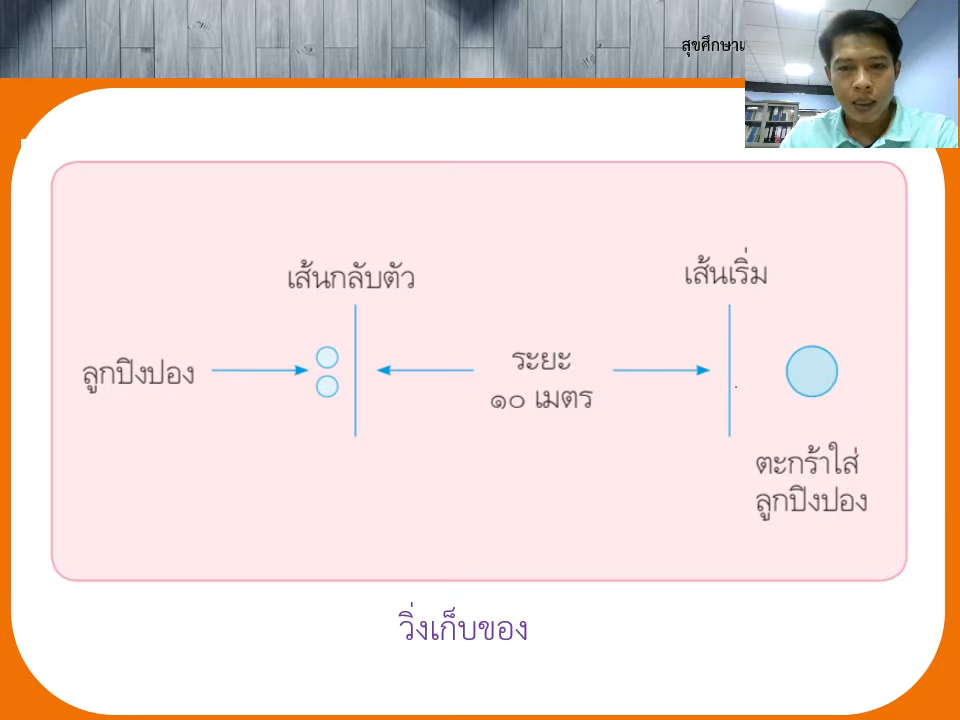 สุขศึกษาแ
เส้นกลับตัว
เส้นเริ่ม
ลูกปิงปอง
ระยะ
๑๐ เมตร
ตะกร้าใส่
ลูกปิงปอง
วิ่งเก็บของ